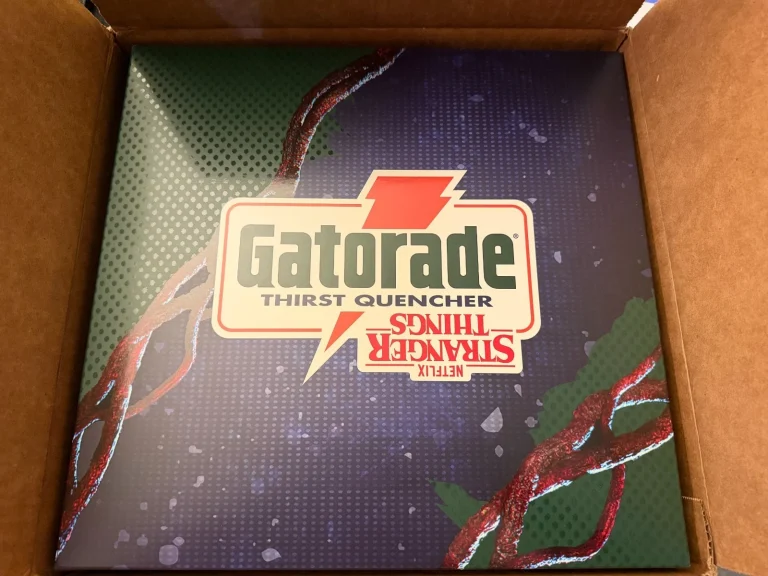 Gatorade®
THIRST QUENCHER
STRANGER
THINGS
NETFLIX